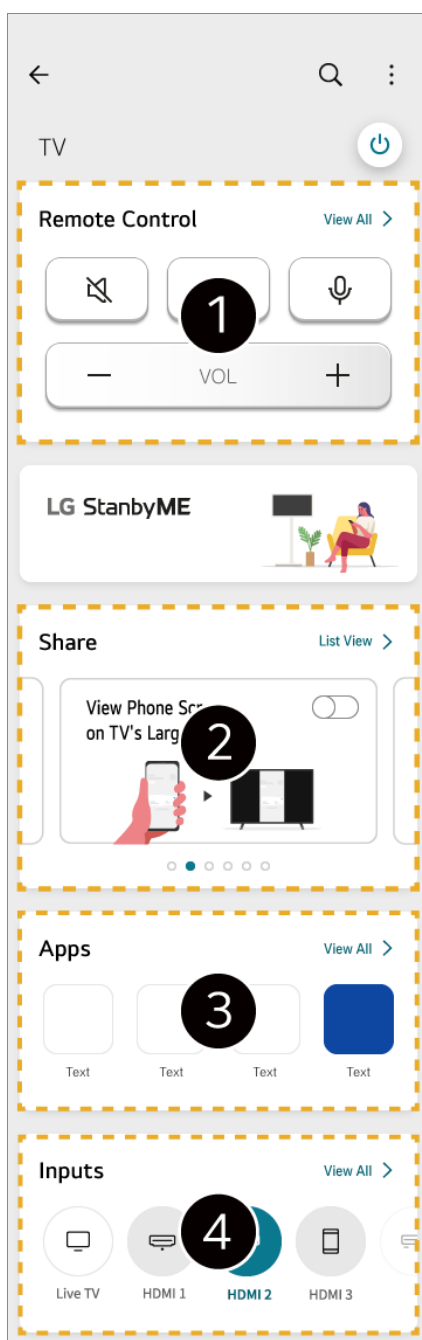 TV
Remote Control
View All
1
VOL
LG StanbyME
Share
List View
View Phone Scr
on TV's Larg
2
Apps
View All
3
Text Text Text Text
Inputs
View All
4
Live TV HDMI 1 HDMI 2 HDMI 3